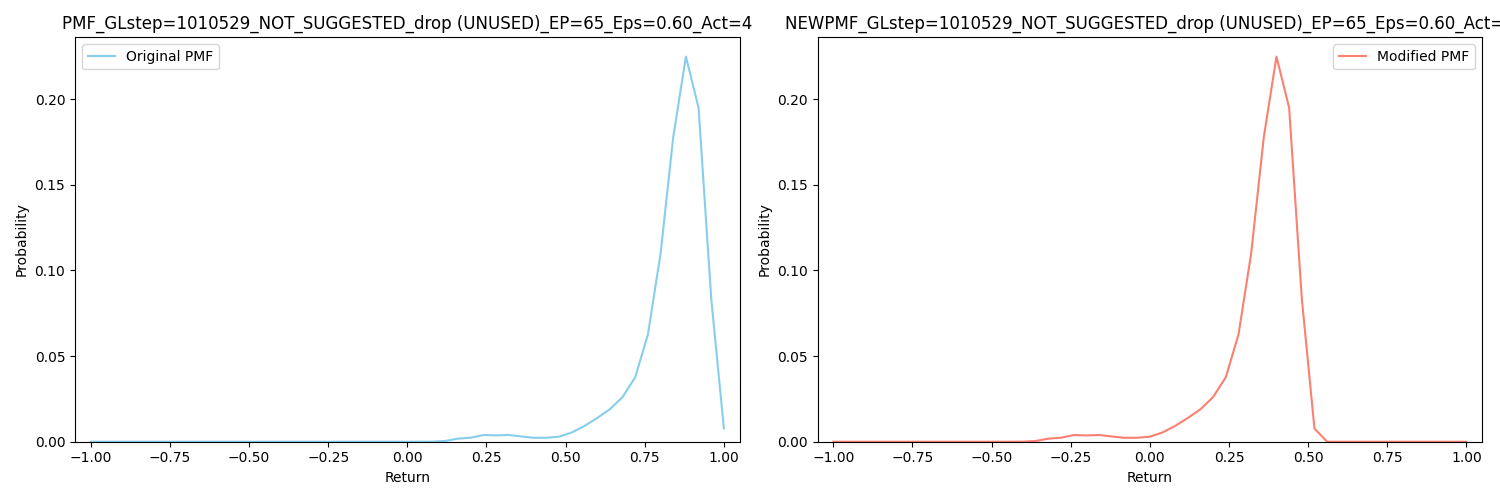 PMF_GLstep=1010529_NOT_SUGGESTED_drop (UNUSED)_EP=65_Eps=0.60_Act=4
Original PMF
Probability
0.20
0.15
0.10
0.05
0.00
−1.00 −0.75 −0.50 −0.25 0.00 0.25 0.50 0.75 1.00
Return
NEWPMF_GLstep=1010529_NOT_SUGGESTED_drop (UNUSED)_EP=65_Eps=0.60_Act=
Modified PMF
Probability
0.20
0.15
0.10
0.05
0.00
−1.00 −0.75 −0.50 −0.25 0.00 0.25 0.50 0.75 1.00
Return